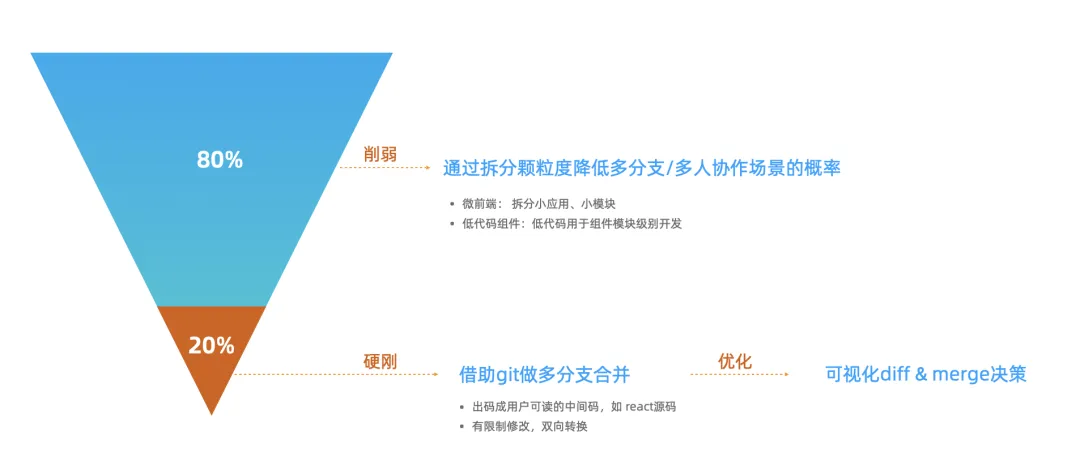 80%
削弱
通过拆分颗粒度降低多分支/多人协作场景的概率
• 微前端： 拆分小应用、小模块
• 低代码组件：低代码用于组件模块级别开发
20%
硬刚
借助git做多分支合并
优化
可视化diff & merge决策
• 出码成用户可读的中间码，如 react源码
• 有限制修改，双向转换